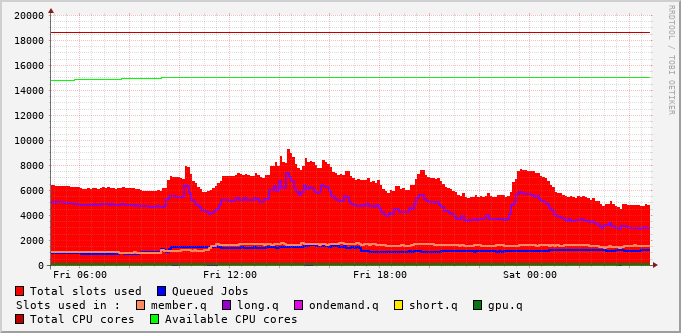 20000
18000
16000
14000
12000
10000
8000
6000
4000
2000
0
Fri 06:00 Fri 12:00 Fri 18:00 Sat 00:00
RRDTOOL / TOBI OETIKER
Total slots used Queued Jobs
Slots used in : member.q long.q ondemand.q short.q gpu.q
Total CPU cores Available CPU cores